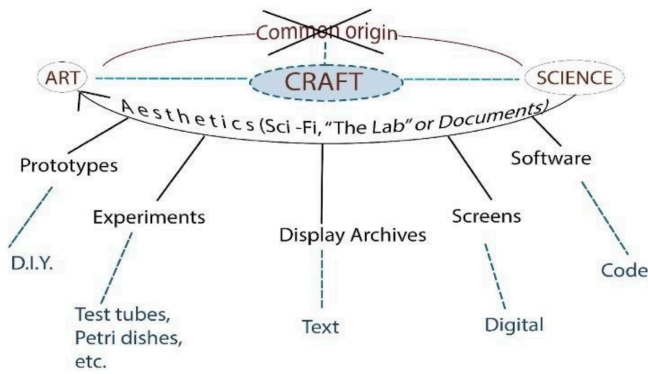 Common origin
ART
CRAFT
SCIENCE
Aesthetics (Sci -Fi, "The Lab" or Documents)
Prototypes
Software
Experiments
Screens
Display Archives
D.I.Y.
Code
Test tubes,
Petri dishes,
etc.
Text
Digital